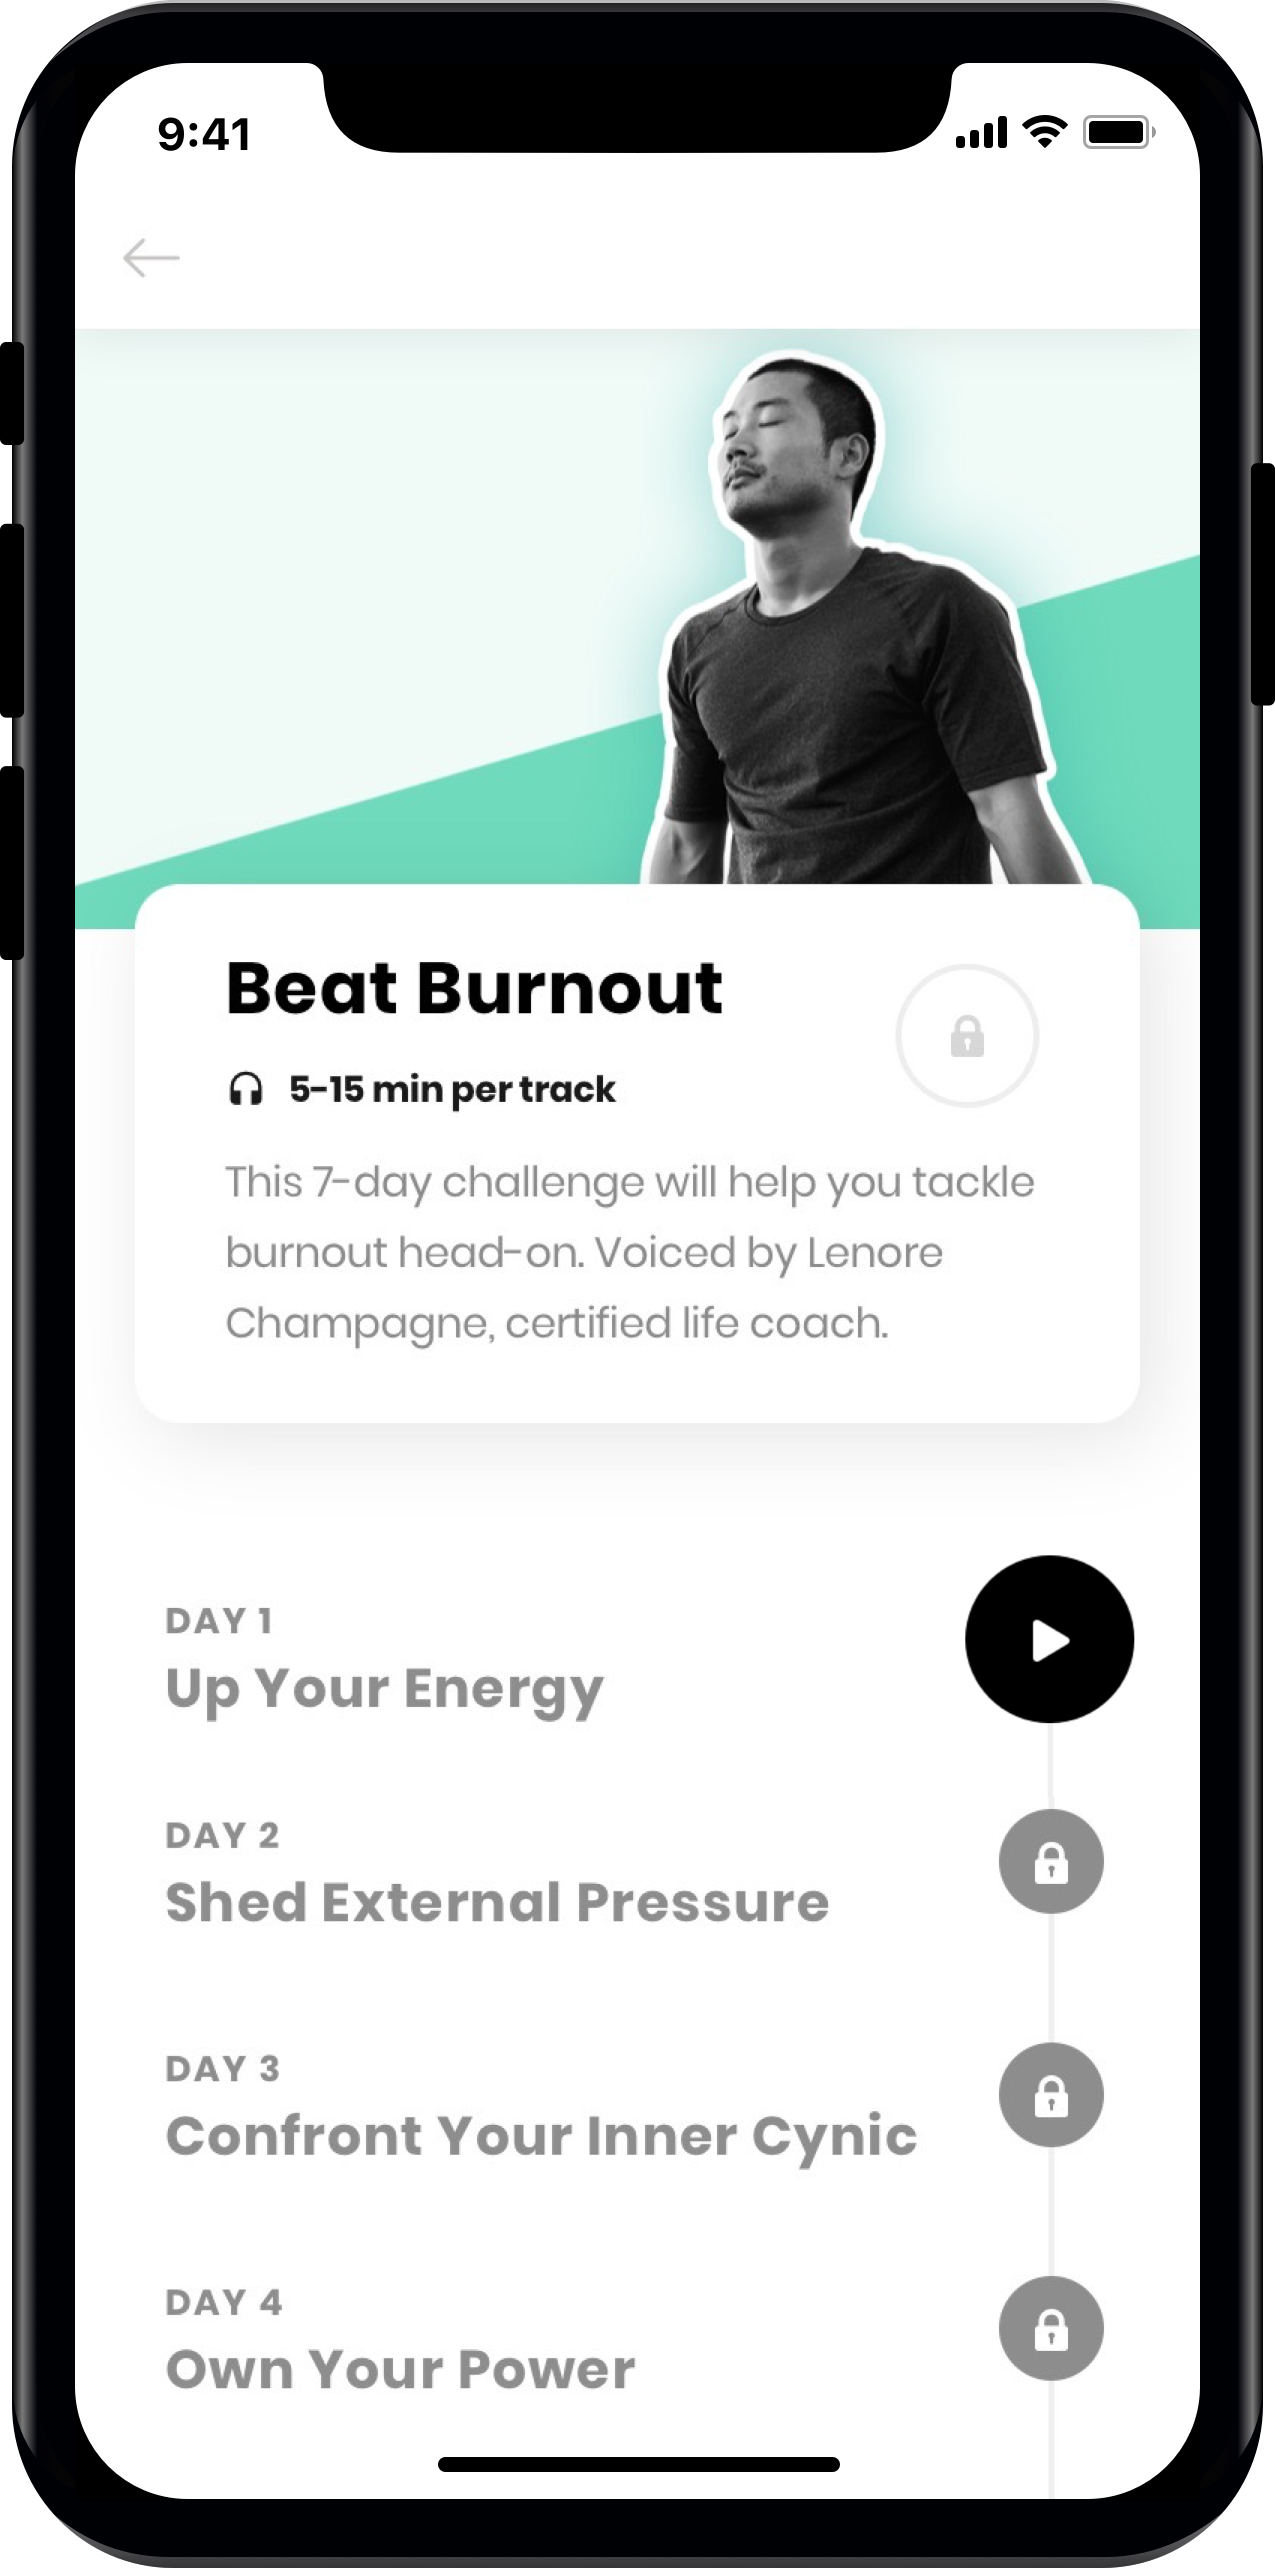 9:41
Beat Burnout
5-15 min per track
This 7-day challenge will help you tackle
burnout head-on. Voiced by Lenore
Champagne, certified life coach.
DAY 1
Up Your Energy
DAY 2
Shed External Pressure
DAY 3
Confront Your Inner Cynic
DAY 4
Own Your Power